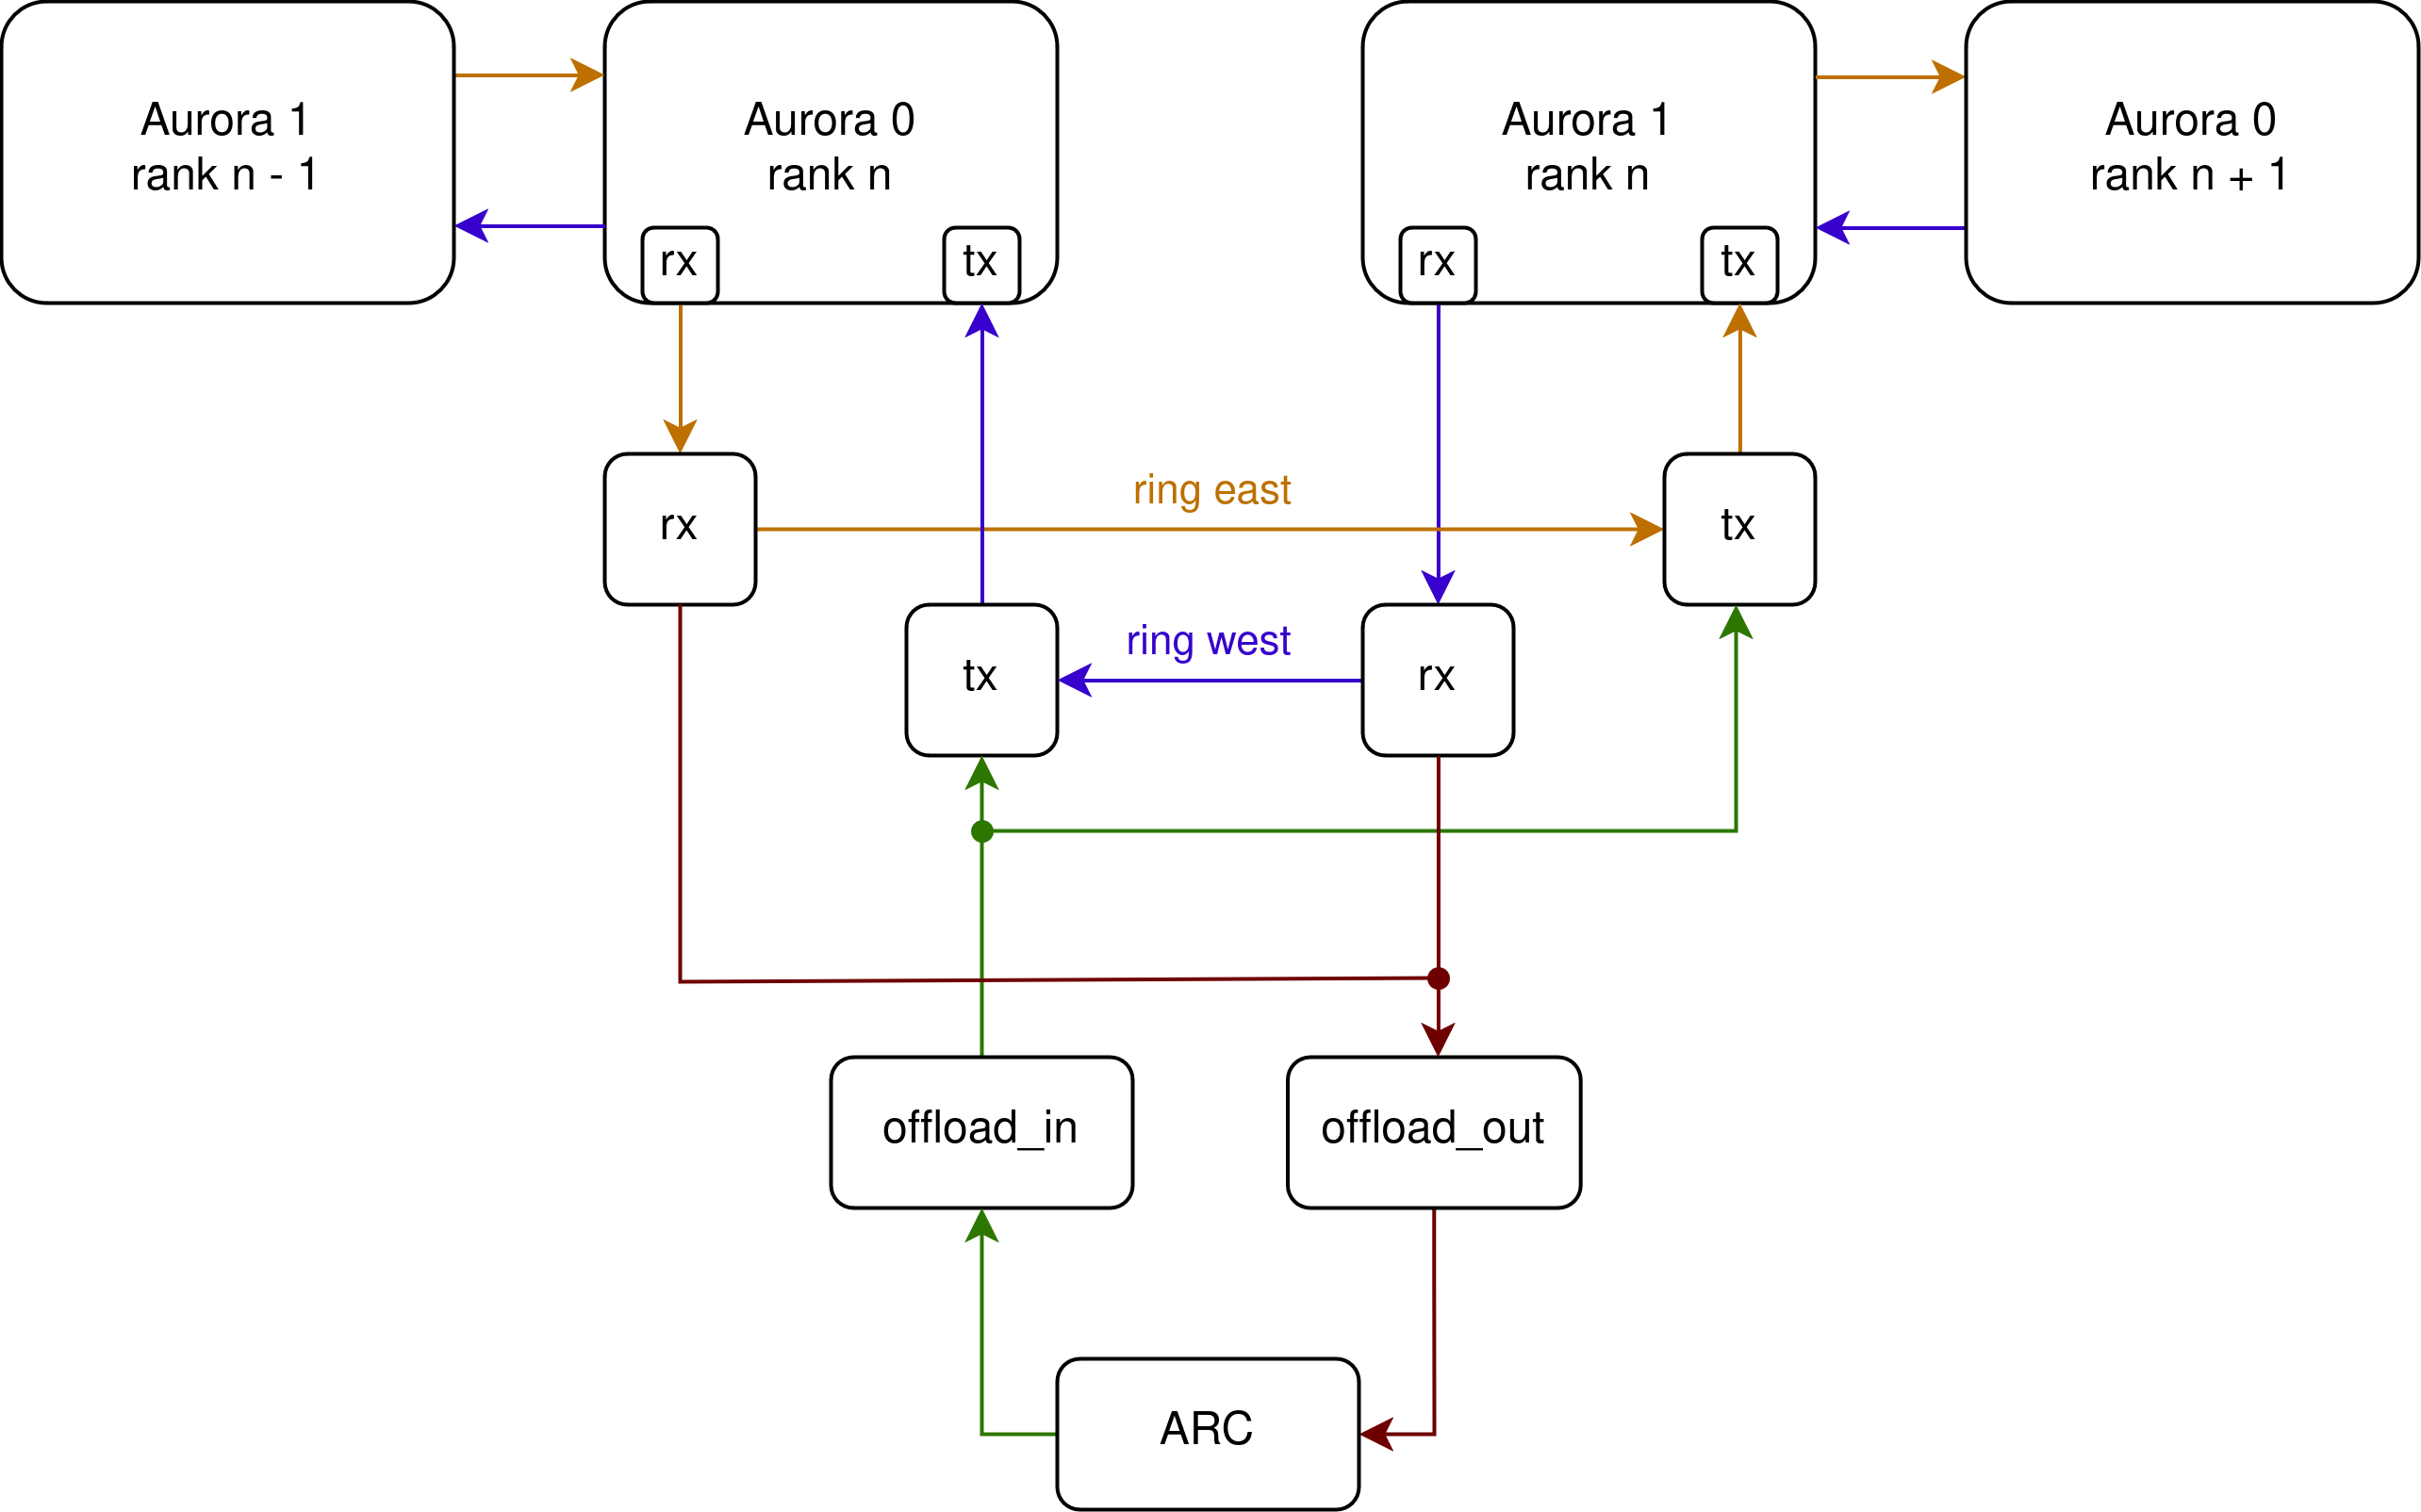 Aurora 1
rank n - 1
Aurora 0
rank n
rx
tx
Aurora 1
rank n
rx
tx
Aurora 0
rank n + 1
rx
ring east
tx
tx
ring west
rx
offload_in
offload_out
ARC